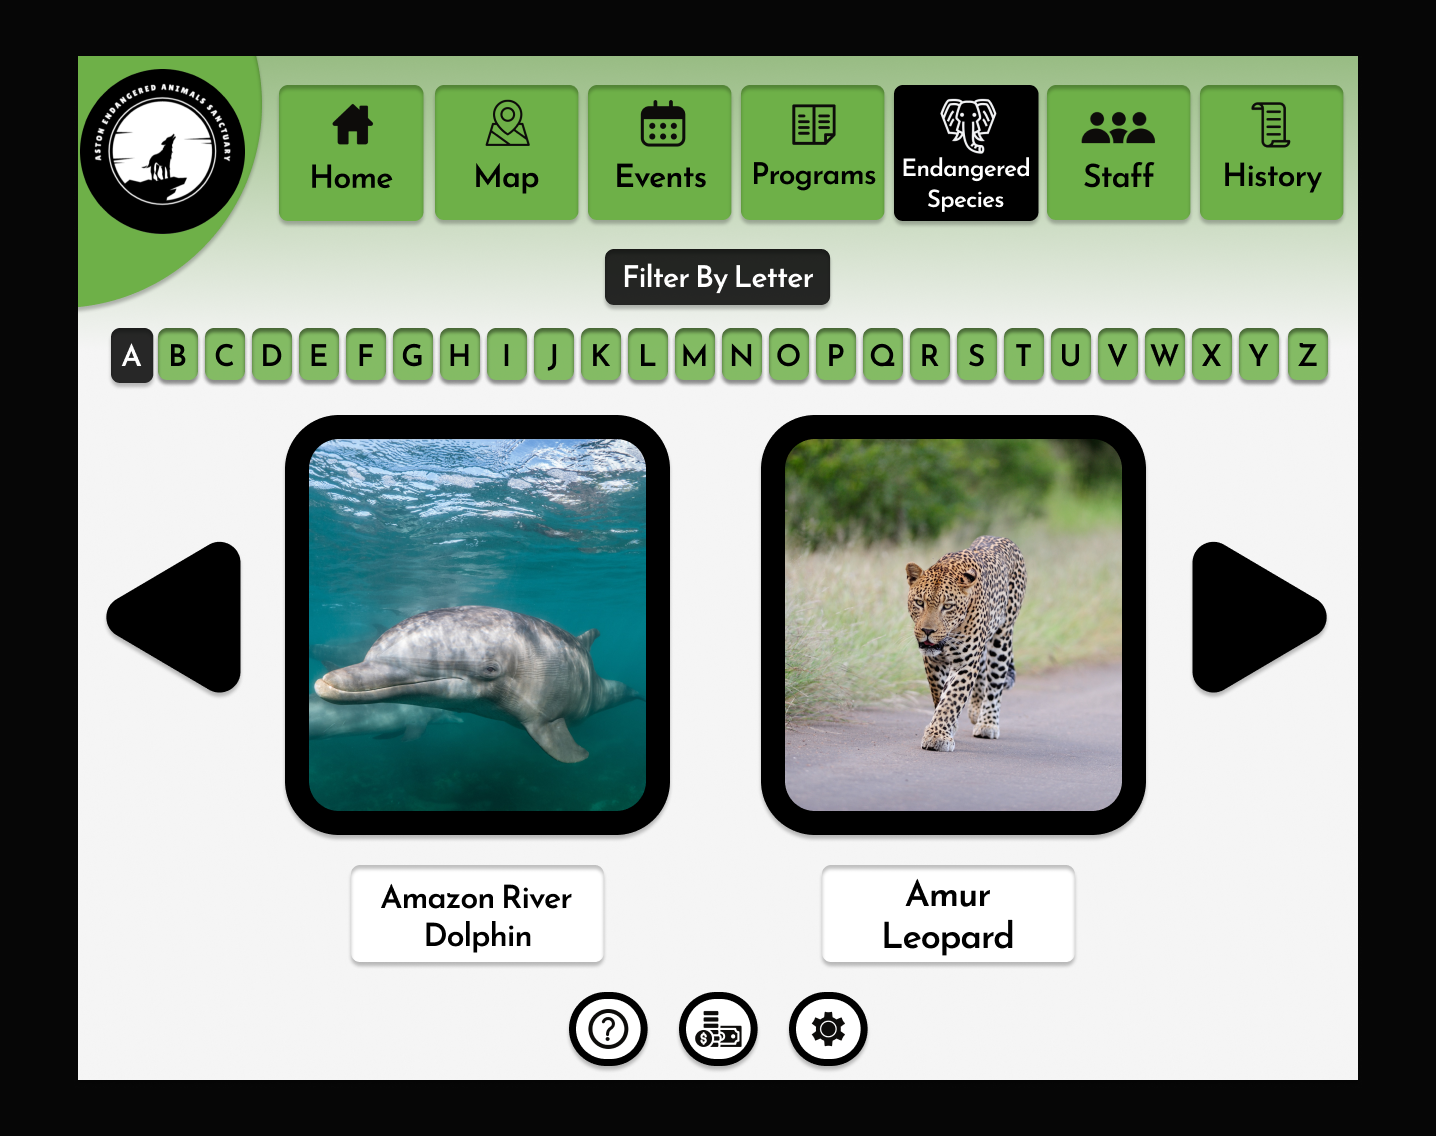 ASTON ENDANGERED ANIMALS SANCTUARY
Home
Map
Events
Programs
Endangered
Species
Staff
History
Filter By Letter
A B C D E F G H I J K L M N O P Q R S T U V W X Y Z
Amazon River
Dolphin
Amur
Leopard
?
$